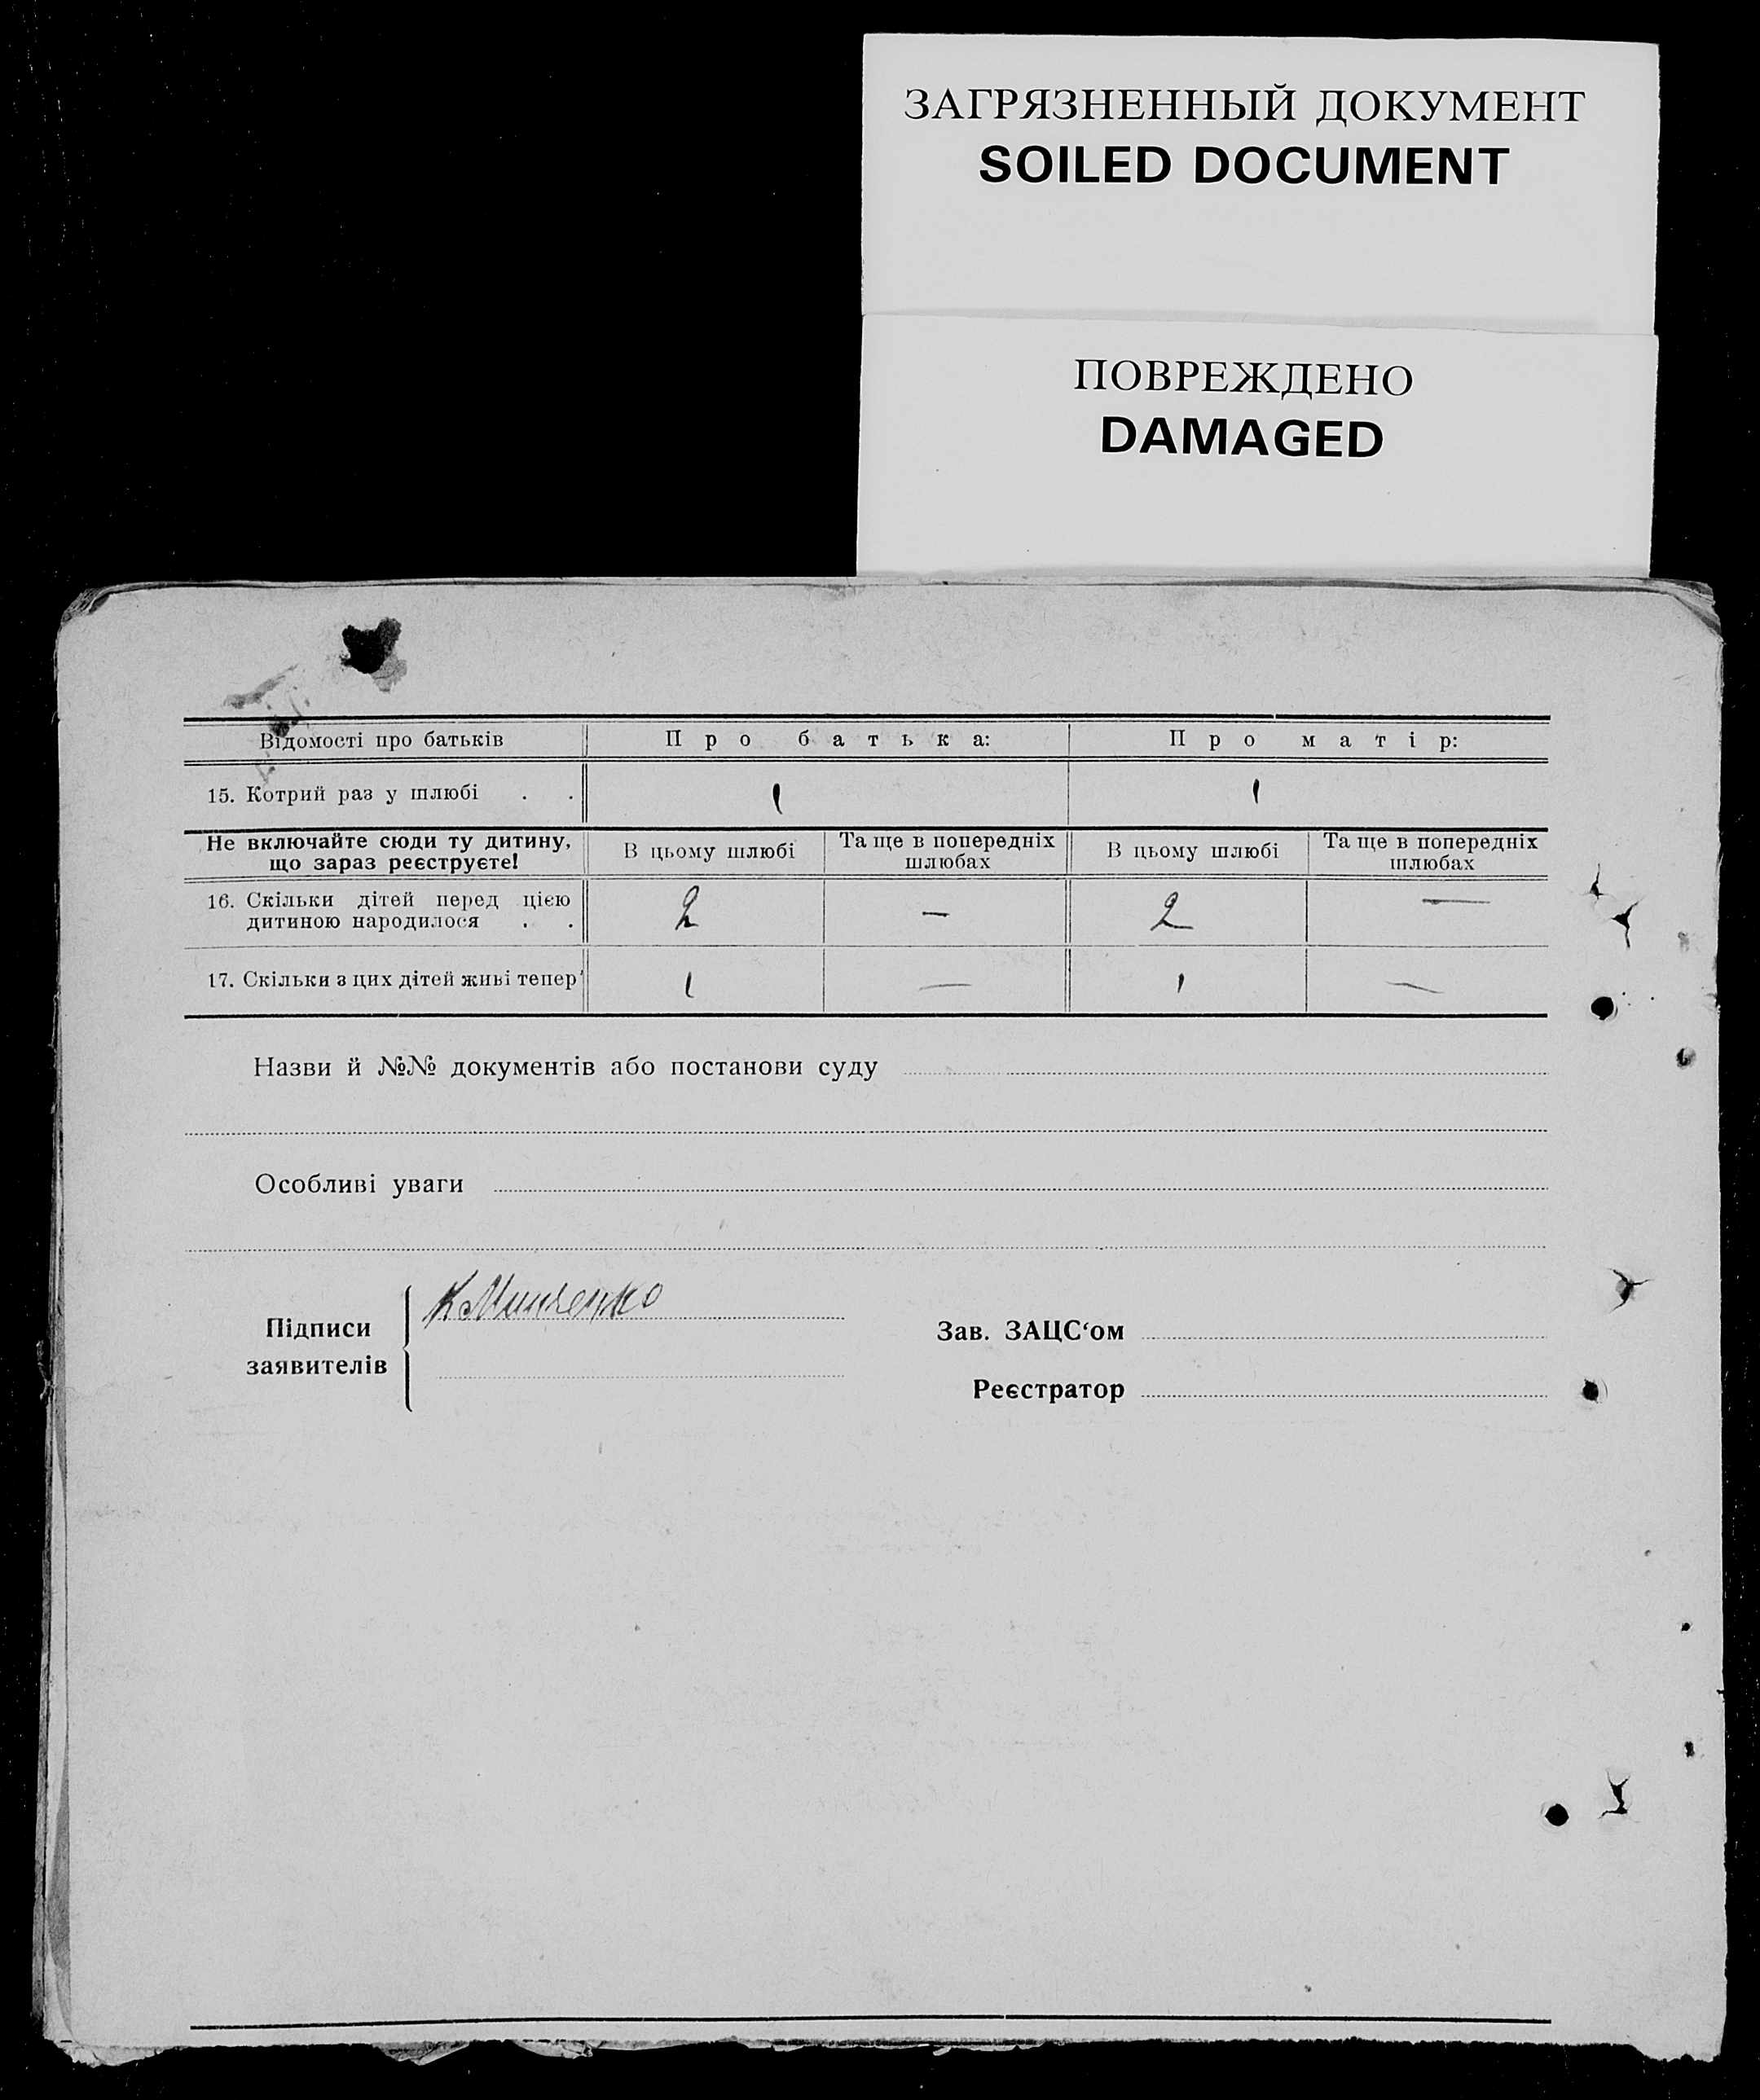 ЗАГРЯЗНЕННЫЙ ДОКУМЕНТ
SOILED DOCUMENT
ПОВРЕЖДЕНО
DAMAGED
Відомості про батьків Про батька: Про матір:
15. Котрий раз у шлюбі . . 1 1
Не включайте сюди ту дитину, що зараз реєструєте! В цьому шлюбі Та ще в попередніх шлюбах В цьому шлюбі Та ще в попередніх шлюбах
16. Скільки дітей перед цією дитиною народилося . . 2 — 2 —
17. Скільки з цих дітей живі тепер 1 — 1 —
Назви й №№ документів або постанови суду
Особливі уваги
Підписи заявителів
Зав. ЗАЦС‘ом
Реєстратор